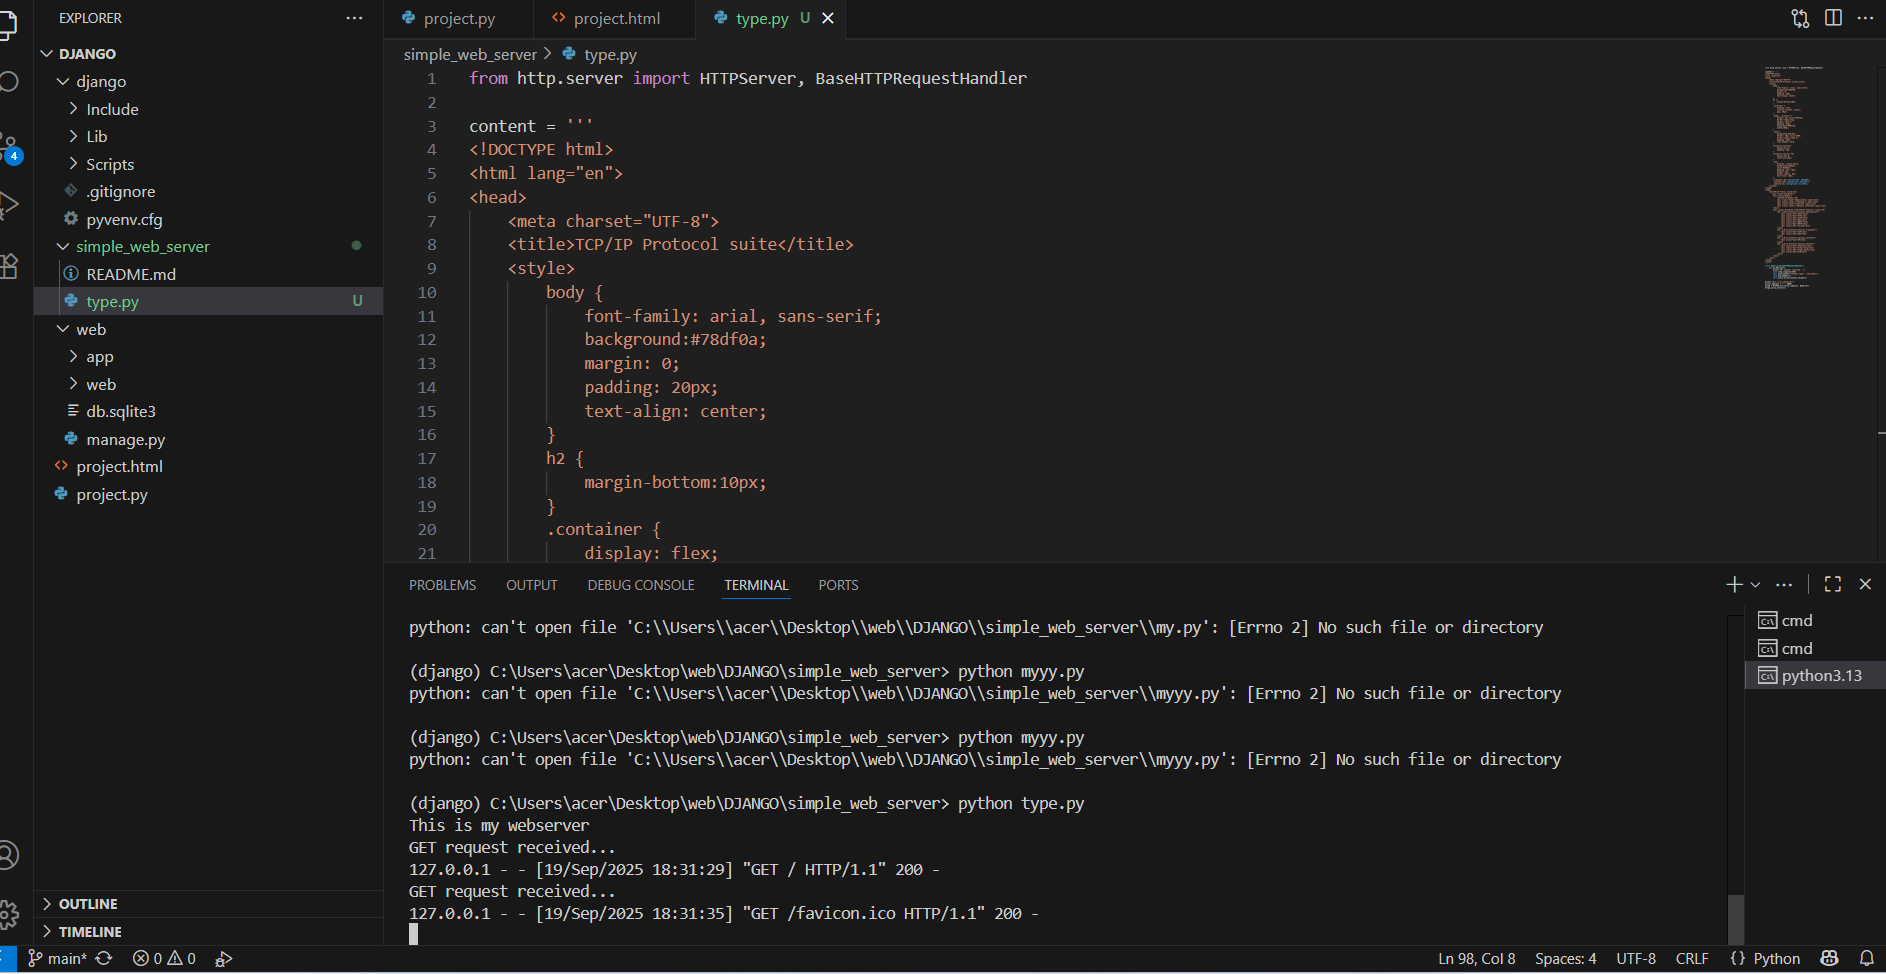 EXPLORER
DJANGO
django
Include
Lib
Scripts
.gitignore
pyvenv.cfg
simple_web_server
README.md
type.py U
web
app
web
db.sqlite3
manage.py
project.html
project.py
OUTLINE
TIMELINE
4
project.py project.html type.py U
simple_web_server > type.py
1 from http.server import HTTPServer, BaseHTTPRequestHandler
2
3 content = '''
4 <!DOCTYPE html>
5 <html lang="en">
6 <head>
7 <meta charset="UTF-8">
8 <title>TCP/IP Protocol suite</title>
9 <style>
10 body {
11 font-family: arial, sans-serif;
12 background:#78df0a;
13 margin: 0;
14 padding: 20px;
15 text-align: center;
16 }
17 h2 {
18 margin-bottom:10px;
19 }
20 .container {
21 display: flex;
PROBLEMS OUTPUT DEBUG CONSOLE TERMINAL PORTS
python: can't open file 'C:\\Users\\acer\\Desktop\\web\\DJANGO\\simple_web_server\\my.py': [Errno 2] No such file or directory
(django) C:\Users\acer\Desktop\web\DJANGO\simple_web_server> python myyy.py
python: can't open file 'C:\\Users\\acer\\Desktop\\web\\DJANGO\\simple_web_server\\myyy.py': [Errno 2] No such file or directory
(django) C:\Users\acer\Desktop\web\DJANGO\simple_web_server> python myyy.py
python: can't open file 'C:\\Users\\acer\\Desktop\\web\\DJANGO\\simple_web_server\\myyy.py': [Errno 2] No such file or directory
(django) C:\Users\acer\Desktop\web\DJANGO\simple_web_server> python type.py
This is my webserver
GET request received...
127.0.0.1 - - [19/Sep/2025 18:31:29] "GET / HTTP/1.1" 200 -
GET request received...
127.0.0.1 - - [19/Sep/2025 18:31:35] "GET /favicon.ico HTTP/1.1" 200 -
cmd
cmd
python3.13
main* 0 0 Ln 98, Col 8 Spaces: 4 UTF-8 CRLF {} Python